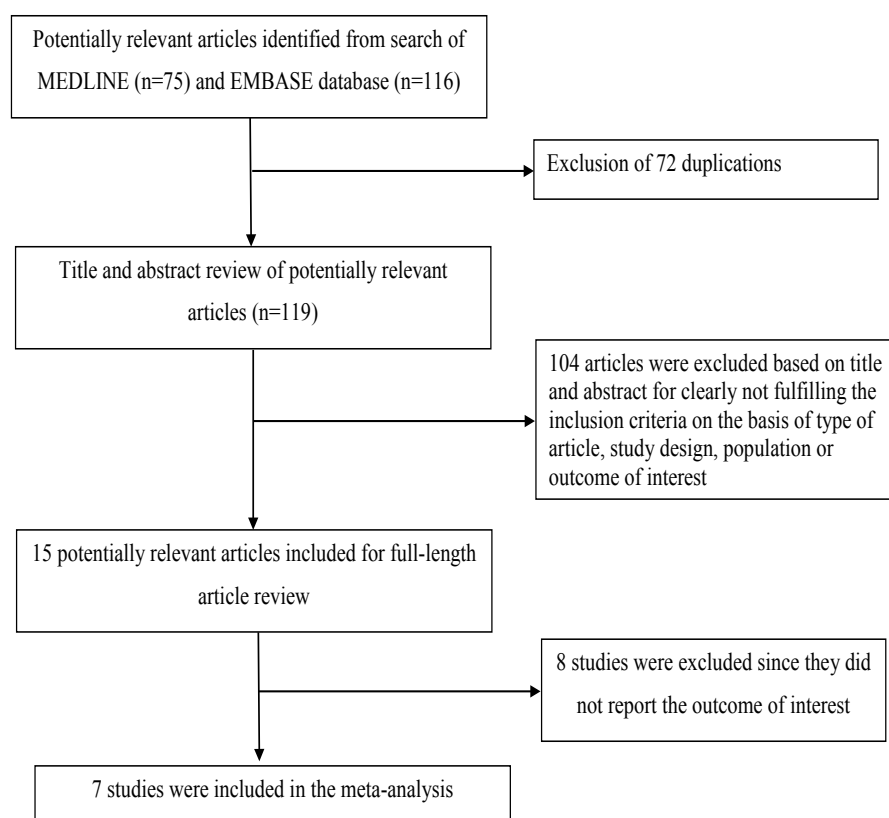 Potentially relevant articles identified from search of
MEDLINE (n=75) and EMBASE database (n=116)
Exclusion of 72 duplications
Title and abstract review of potentially relevant
articles (n=119)
104 articles were excluded based on title
and abstract for clearly not fulfilling the
inclusion criteria on the basis of type of
article, study design, population or
outcome of interest
15 potentially relevant articles included for full-length
article review
8 studies were excluded since they did
not report the outcome of interest
7 studies were included in the meta-analysis